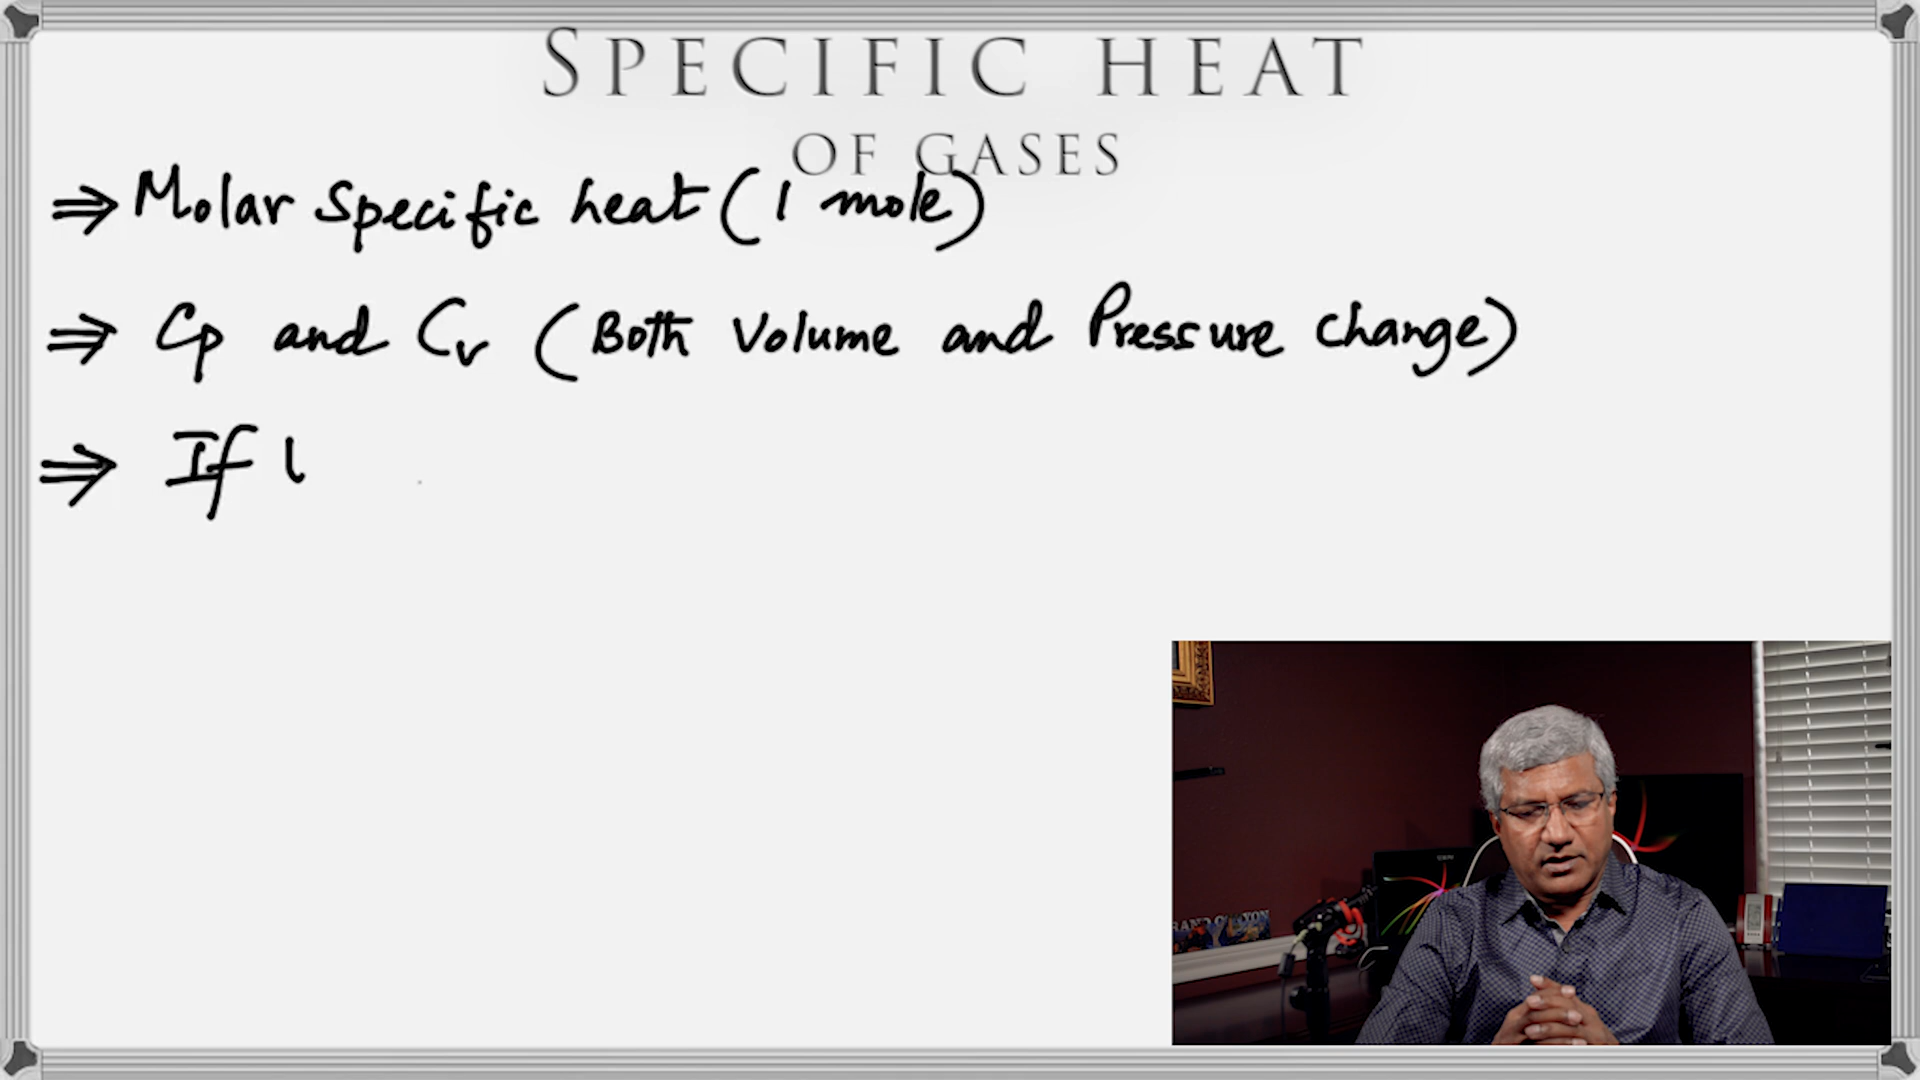 SPECIFIC HEAT
OF GASES
⇒ Molar Specific heat (1 mole)
⇒ Cp and Cv (Both Volume and Pressure change)
⇒ If